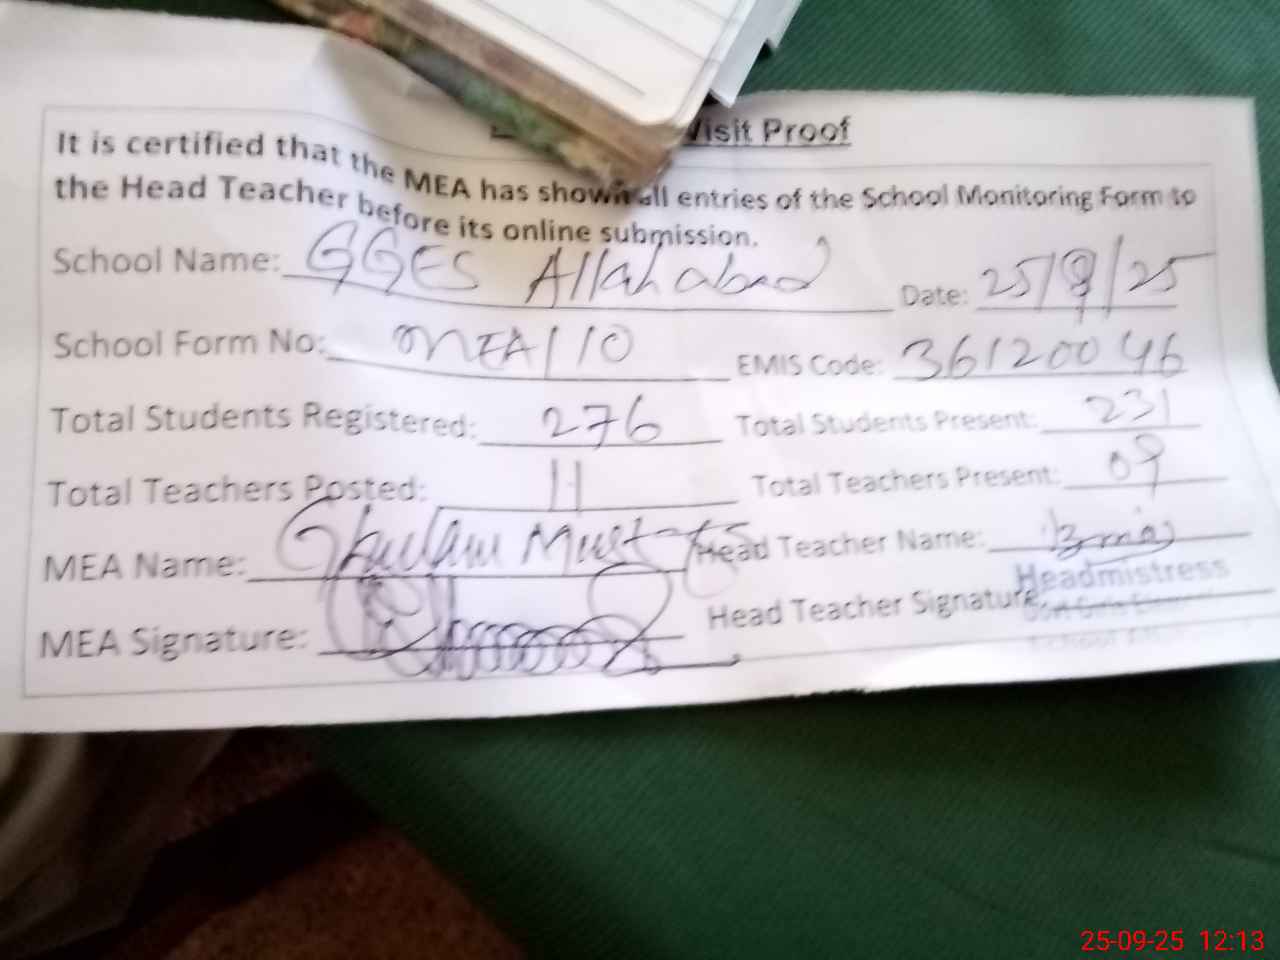 Visit Proof
It is certified that the MEA has shown all entries of the School Monitoring Form to
the Head Teacher before its online submission.
School Name: GGES Allahabad Date: 25/9/25
School Form No: MEA/10 EMIS Code: 36120046
Total Students Registered: 276 Total Students Present: 231
Total Teachers Posted: 11 Total Teachers Present: 09
MEA Name: Ghulam Mustafa Head Teacher Name:
Headmistress
MEA Signature: Head Teacher Signature
25-09-25 12:13